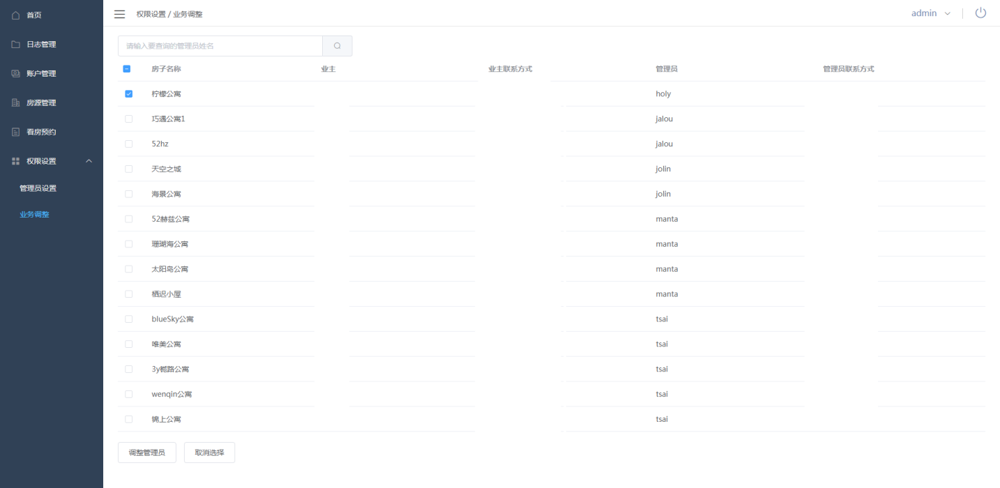 首页
日志管理
账户管理
房源管理
看房预约
权限设置
管理员设置
业务调整
权限设置 / 业务调整
admin
请输入要查询的管理员姓名
房子名称 业主 业主联系方式 管理员 管理员联系方式
柠檬公寓 holy
巧遇公寓1 jalou
52hz jalou
天空之城 jolin
海景公寓 jolin
52赫兹公寓 manta
珊瑚海公寓 manta
太阳岛公寓 manta
栖迟小屋 manta
blueSky公寓 tsai
唯美公寓 tsai
3y樾路公寓 tsai
wenqin公寓 tsai
锦上公寓 tsai
调整管理员 取消选择